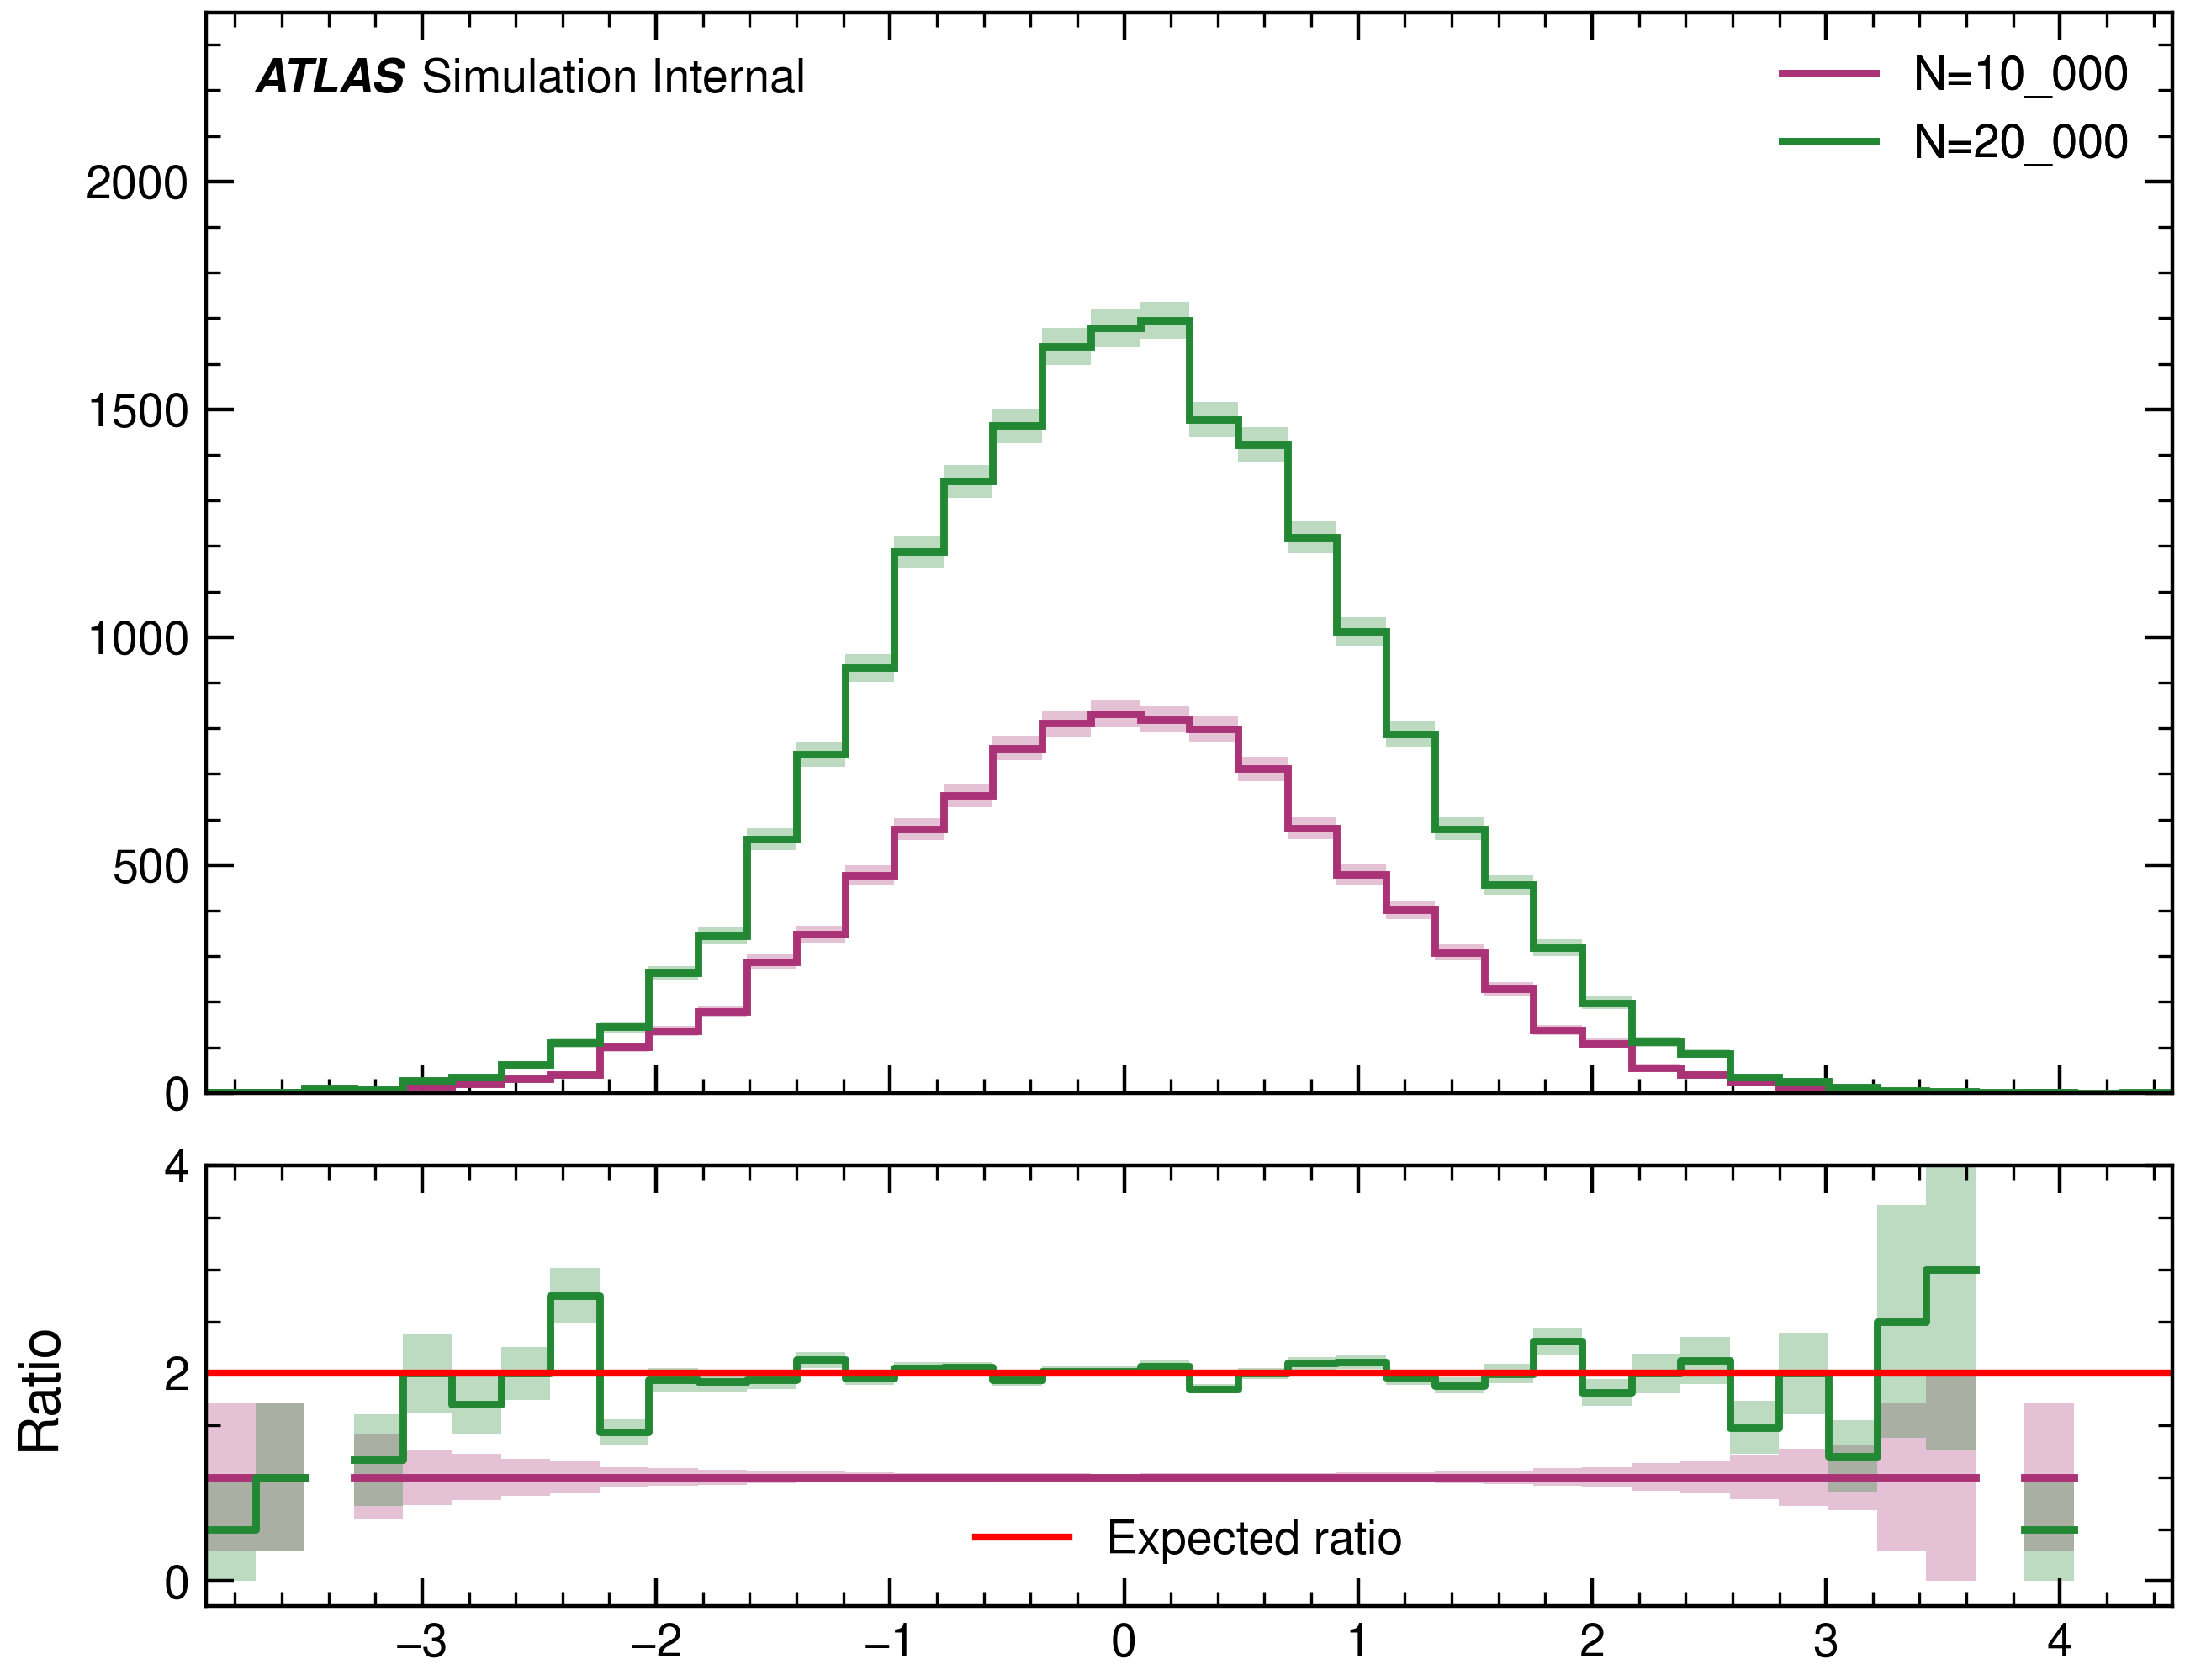 ATLAS Simulation Internal
N=10_000
N=20_000
2000
1500
1000
500
0
4
2
0
Ratio
Expected ratio
−3 −2 −1 0 1 2 3 4